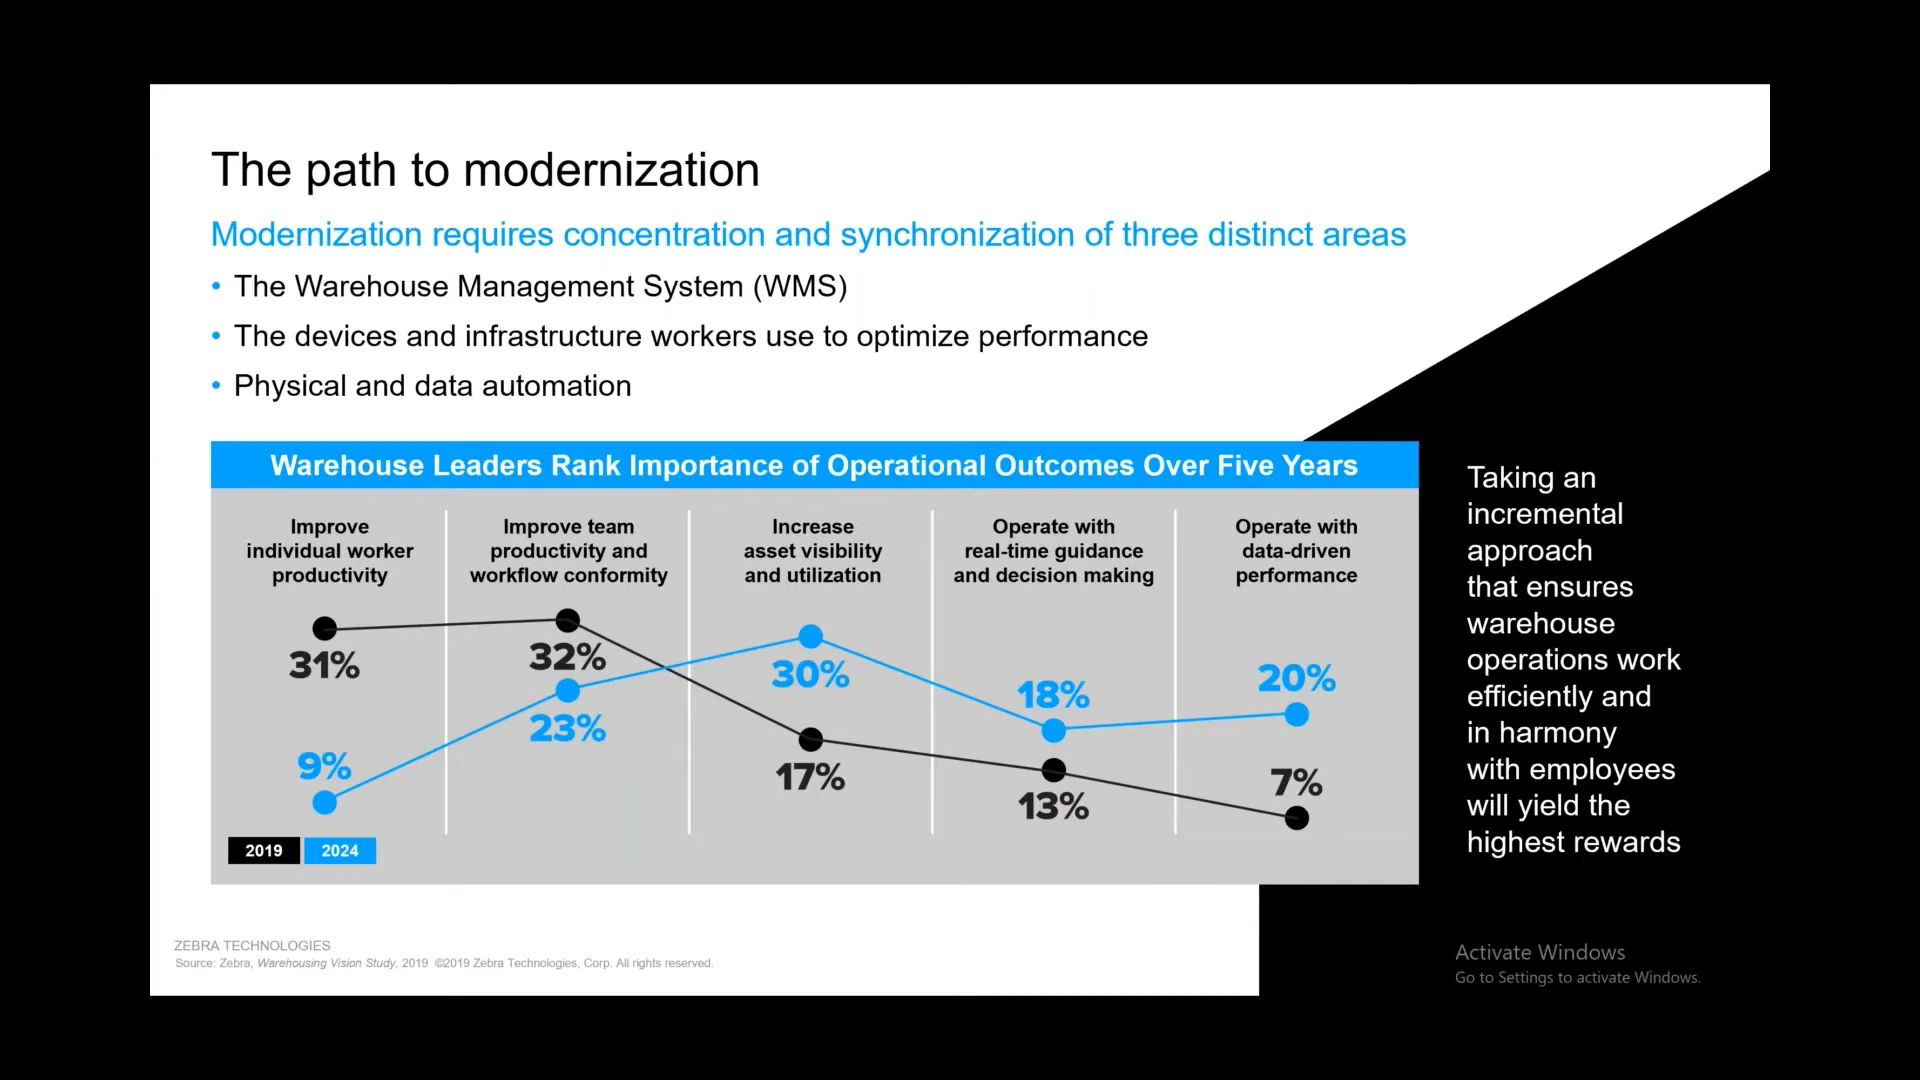 The path to modernization
Modernization requires concentration and synchronization of three distinct areas
• The Warehouse Management System (WMS)
• The devices and infrastructure workers use to optimize performance
• Physical and data automation
Warehouse Leaders Rank Importance of Operational Outcomes Over Five Years
Improve
individual worker
productivity
Improve team
productivity and
workflow conformity
Increase
asset visibility
and utilization
Operate with
real-time guidance
and decision making
Operate with
data-driven
performance
31%
32%
17%
13%
7%
9%
23%
30%
18%
20%
2019
2024
Taking an
incremental
approach
that ensures
warehouse
operations work
efficiently and
in harmony
with employees
will yield the
highest rewards
ZEBRA TECHNOLOGIES
Source: Zebra, Warehousing Vision Study, 2019 ©2019 Zebra Technologies, Corp. All rights reserved.
Activate Windows
Go to Settings to activate Windows.